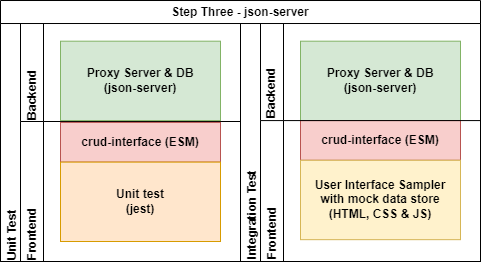 Step Three - json-server
Unit Test
Backend
Proxy Server & DB
(json-server)
crud-interface (ESM)
Frontend
Unit test
(jest)
Integration Test
Backend
Proxy Server & DB
(json-server)
crud-interface (ESM)
Frontend
User Interface Sampler
with mock data store
(HTML, CSS & JS)